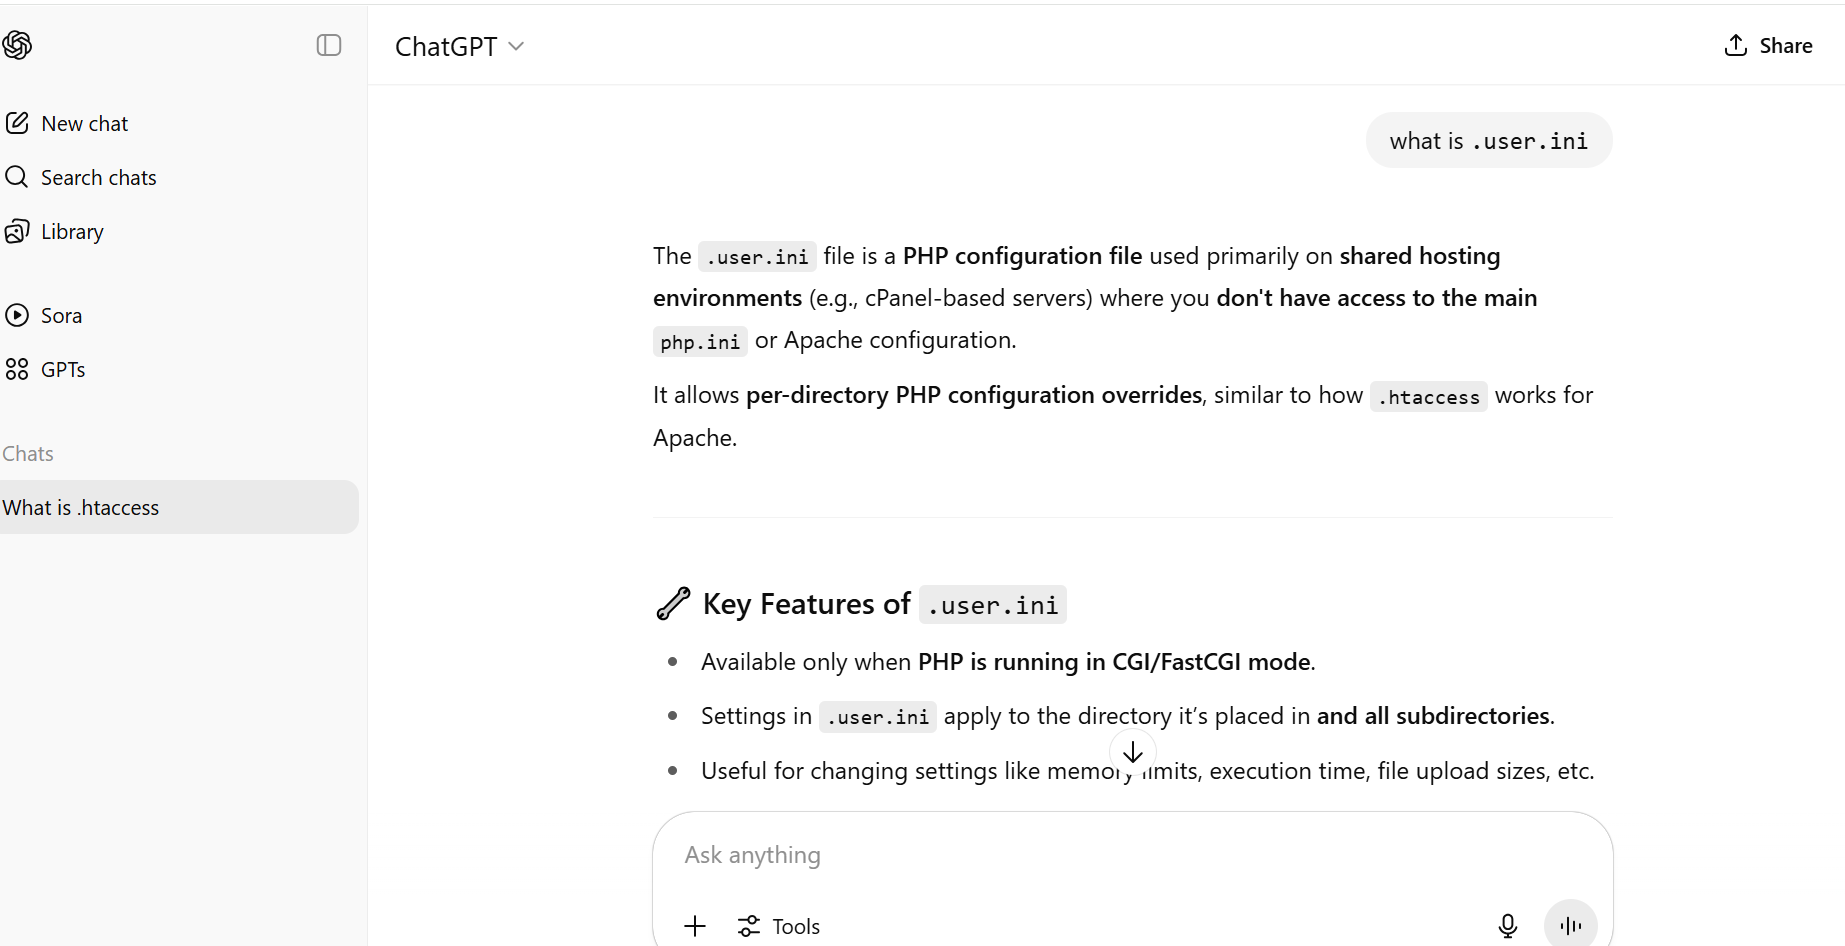 ChatGPT
Share
New chat
Search chats
Library
Sora
GPTs
Chats
What is .htaccess
what is .user.ini
The .user.ini file is a PHP configuration file used primarily on shared hosting
environments (e.g., cPanel-based servers) where you don't have access to the main
php.ini or Apache configuration.
It allows per-directory PHP configuration overrides, similar to how .htaccess works for
Apache.
Key Features of .user.ini
Available only when PHP is running in CGI/FastCGI mode.
Settings in .user.ini apply to the directory it’s placed in and all subdirectories.
Useful for changing settings like memory limits, execution time, file upload sizes, etc.
Ask anything
Tools